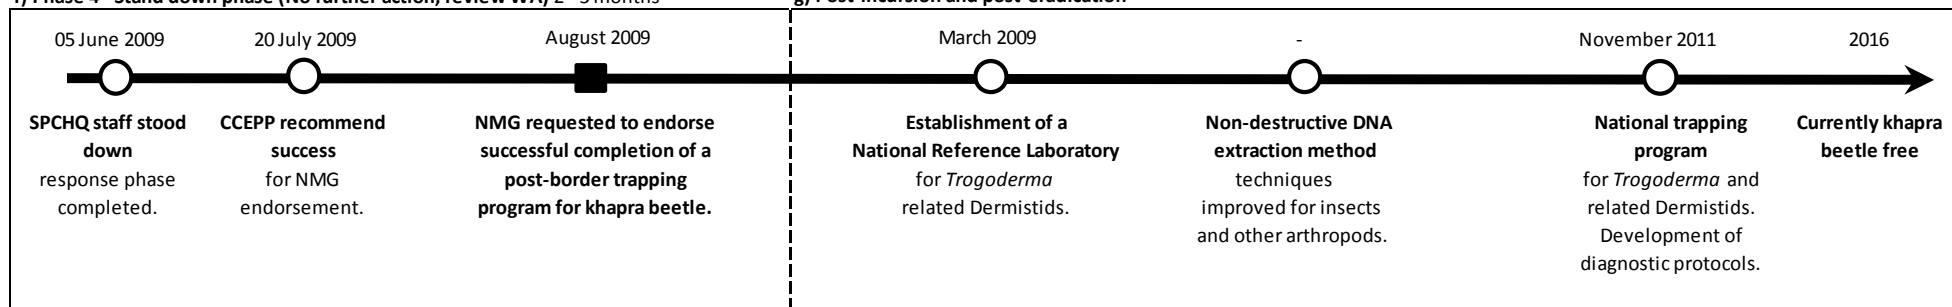 f) Phase 4 - Stand down phase (No further action, review WA) 2 - 3 months
g) Post-incursion and post-eradication
05 June 2009
20 July 2009
August 2009
March 2009
-
November 2011
2016
SPCHQ staff stood
down
response phase
completed.
CCEPP recommend
success
for NMG
endorsement.
NMG requested to endorse
successful completion of a
post-border trapping
program for khapra beetle.
Establishment of a
National Reference Laboratory
for Trogoderma
related Dermistids.
Non-destructive DNA
extraction method
techniques
improved for insects
and other arthropods.
National trapping
program
for Trogoderma and
related Dermistids.
Development of
diagnostic protocols.
Currently khapra
beetle free